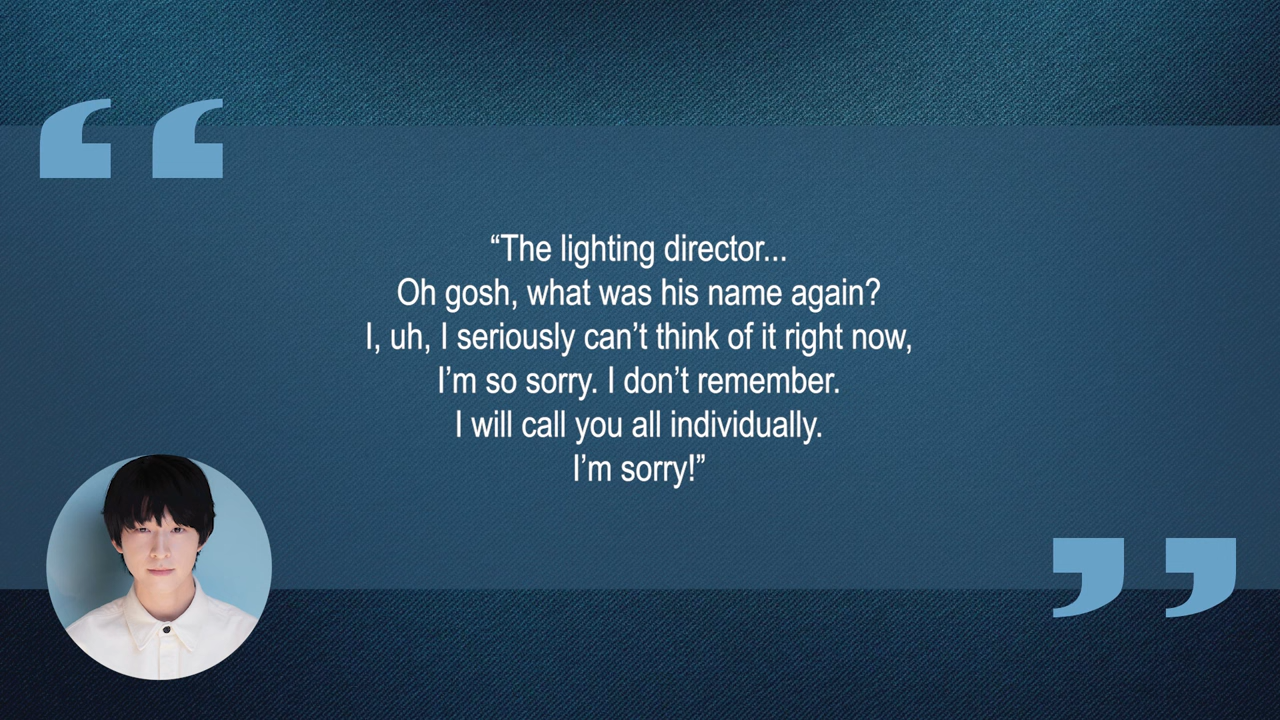 “The lighting director...
Oh gosh, what was his name again?
I, uh, I seriously can’t think of it right now,
I’m so sorry. I don’t remember.
I will call you all individually.
I’m sorry!”